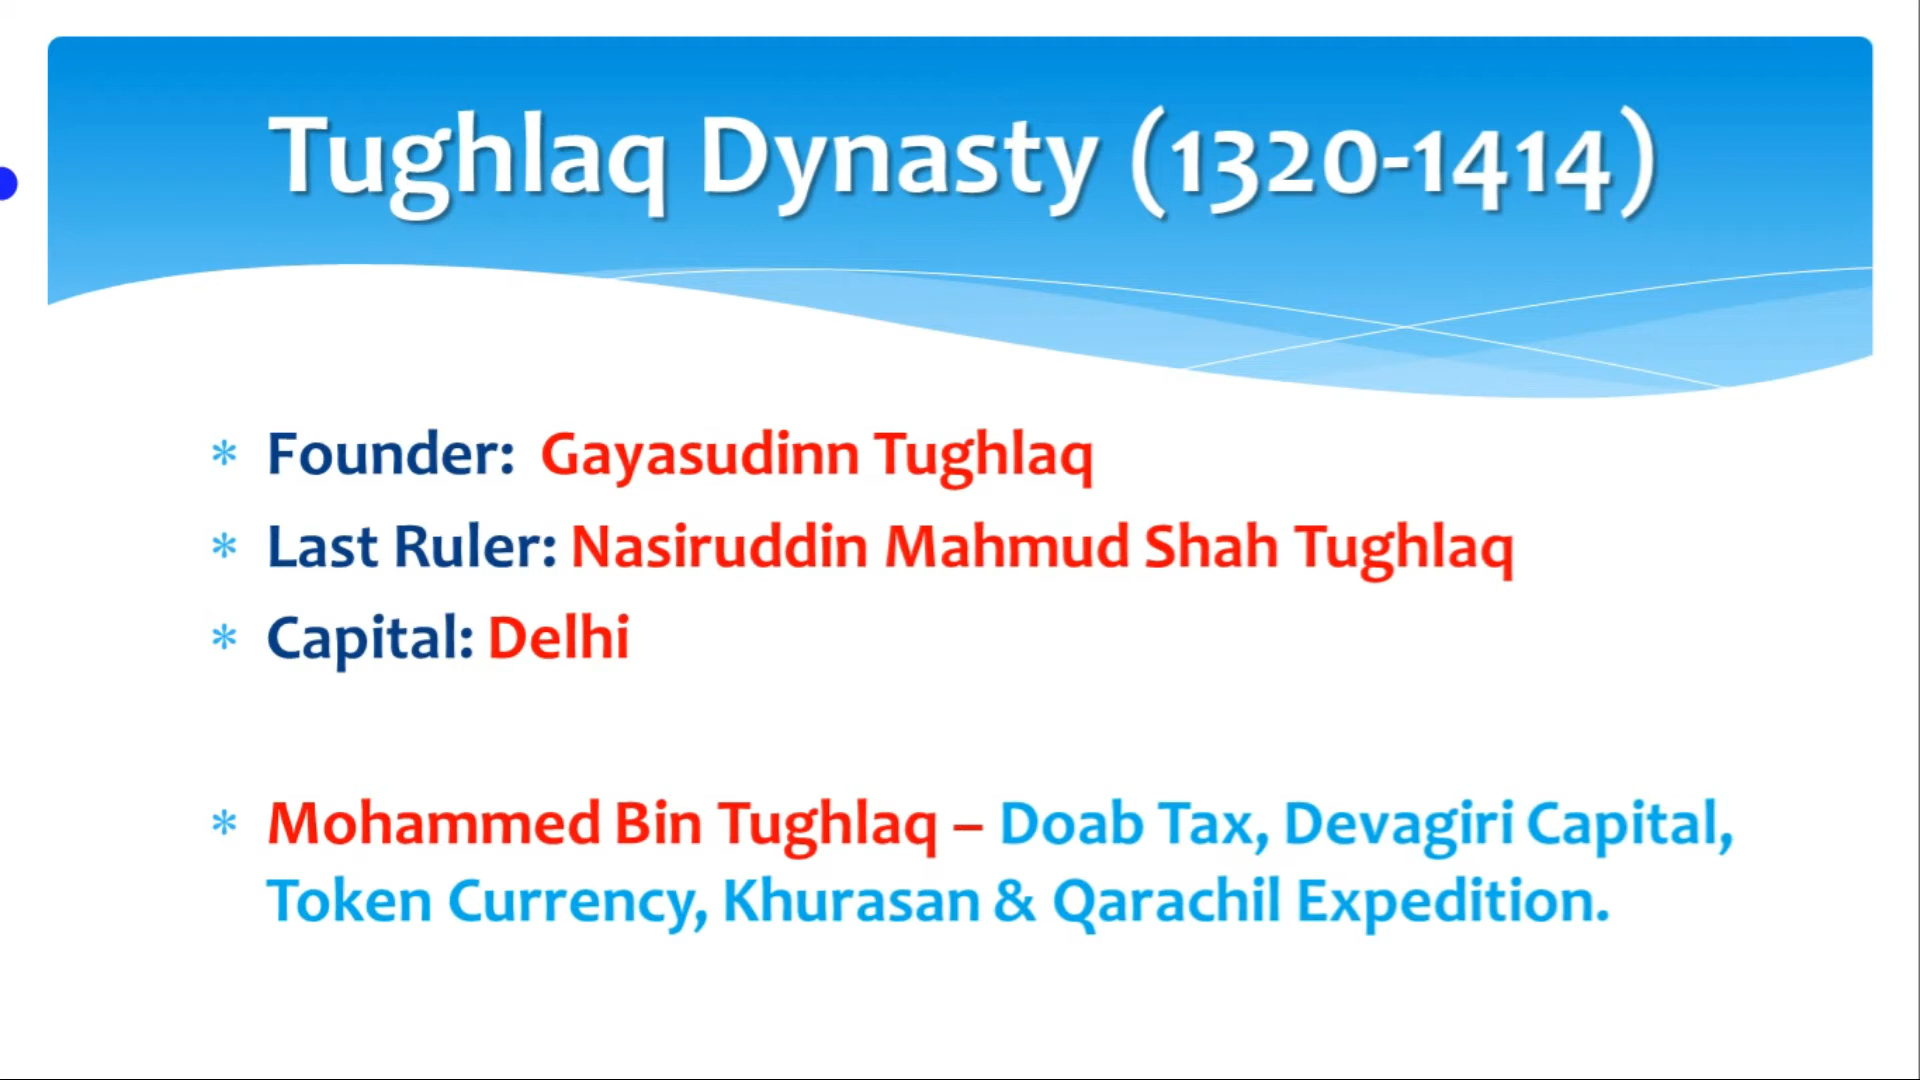 Tughlaq Dynasty (1320-1414)
* Founder: Gayasudinn Tughlaq
* Last Ruler: Nasiruddin Mahmud Shah Tughlaq
* Capital: Delhi
* Mohammed Bin Tughlaq – Doab Tax, Devagiri Capital,
Token Currency, Khurasan & Qarachil Expedition.